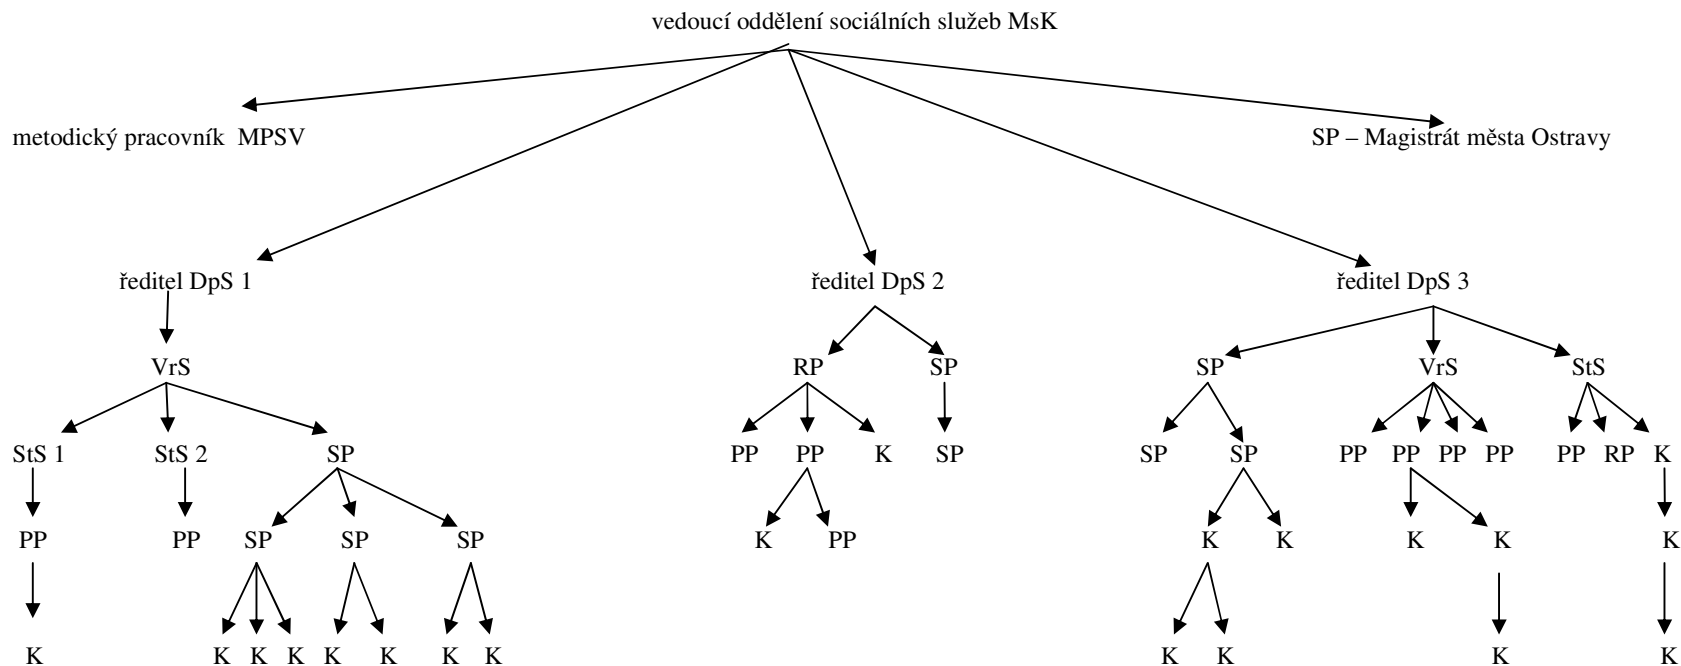 vedoucí oddělení sociálních služeb MsK
metodický pracovník MPSV
SP – Magistrát města Ostravy
ředitel DpS 1 ředitel DpS 2 ředitel DpS 3
VrS RP SP SP VrS StS
StS 1 StS 2 SP PP PP K SP SP SP PP PP PP PP PP RP K
PP PP SP SP SP K PP K K K K K
K K K K K K K K K K K K